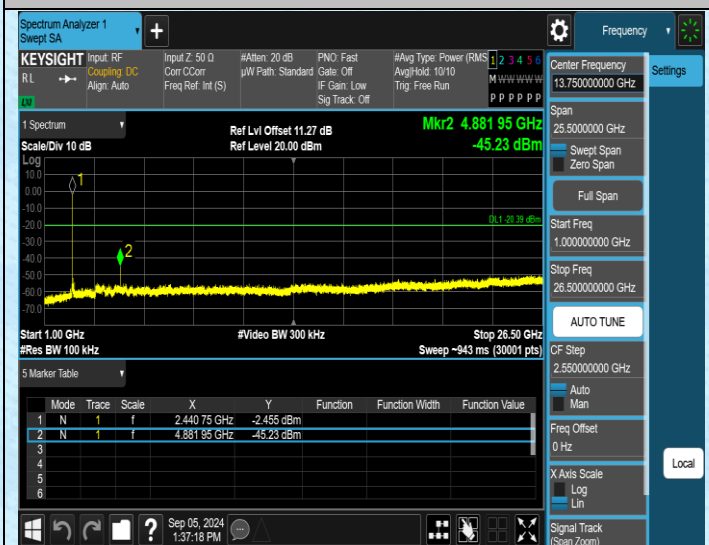 Spectrum Analyzer 1
Swept SA
Frequency
KEYSIGHT
RL
Input: RF
Coupling: DC
Align: Auto
Input Z: 50 Ω
Corr CCorr
Freq Ref: Int (S)
#Atten: 20 dB
µW Path: Standard
PNO: Fast
Gate: Off
IF Gain: Low
Sig Track: Off
#Avg Type: Power (RMS
Avg|Hold: 10/10
Trig: Free Run
1 2 3 4 5 6
M W W W W W
P P P P P P
LXI
1 Spectrum
Scale/Div 10 dB
Ref Lvl Offset 11.27 dB
Ref Level 20.00 dBm
Mkr2 4.881 95 GHz
-45.23 dBm
Log
10.0
0.00
-10.0
-20.0
-30.0
-40.0
-50.0
-60.0
-70.0
1
2
DL1 -20.39 dBm
Start 1.00 GHz
#Res BW 100 kHz
#Video BW 300 kHz
Stop 26.50 GHz
Sweep ~943 ms (30001 pts)
5 Marker Table
Mode Trace Scale X Y Function Function Width Function Value
1 N 1 f 2.440 75 GHz -2.455 dBm
2 N 1 f 4.881 95 GHz -45.23 dBm
3
4
5
6
Center Frequency
13.750000000 GHz
Settings
Span
25.5000000 GHz
Swept Span
Zero Span
Full Span
Start Freq
1.000000000 GHz
Stop Freq
26.500000000 GHz
AUTO TUNE
CF Step
2.550000000 GHz
Auto
Man
Freq Offset
0 Hz
X Axis Scale
Log
Lin
Signal Track
(Span Zoom)
Local
Sep 05, 2024
1:37:18 PM